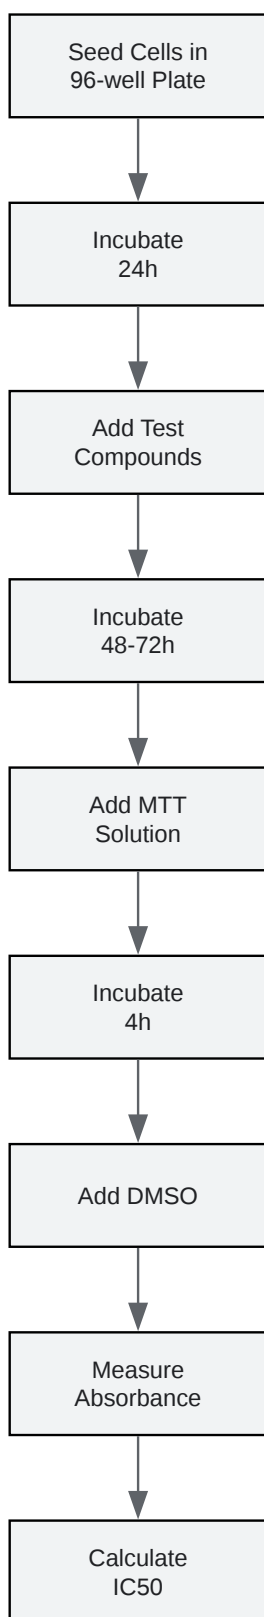 Seed Cells in
96-well Plate
Incubate
24h
Add Test
Compounds
Incubate
48-72h
Add MTT
Solution
Incubate
4h
Add DMSO
Measure
Absorbance
Calculate
IC50